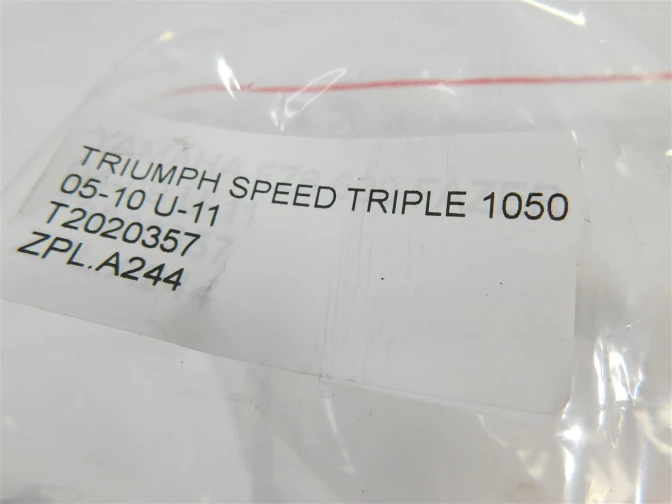 TRIUMPH SPEED TRIPLE 1050
05-10 U-11
T2020357
ZPL.A244